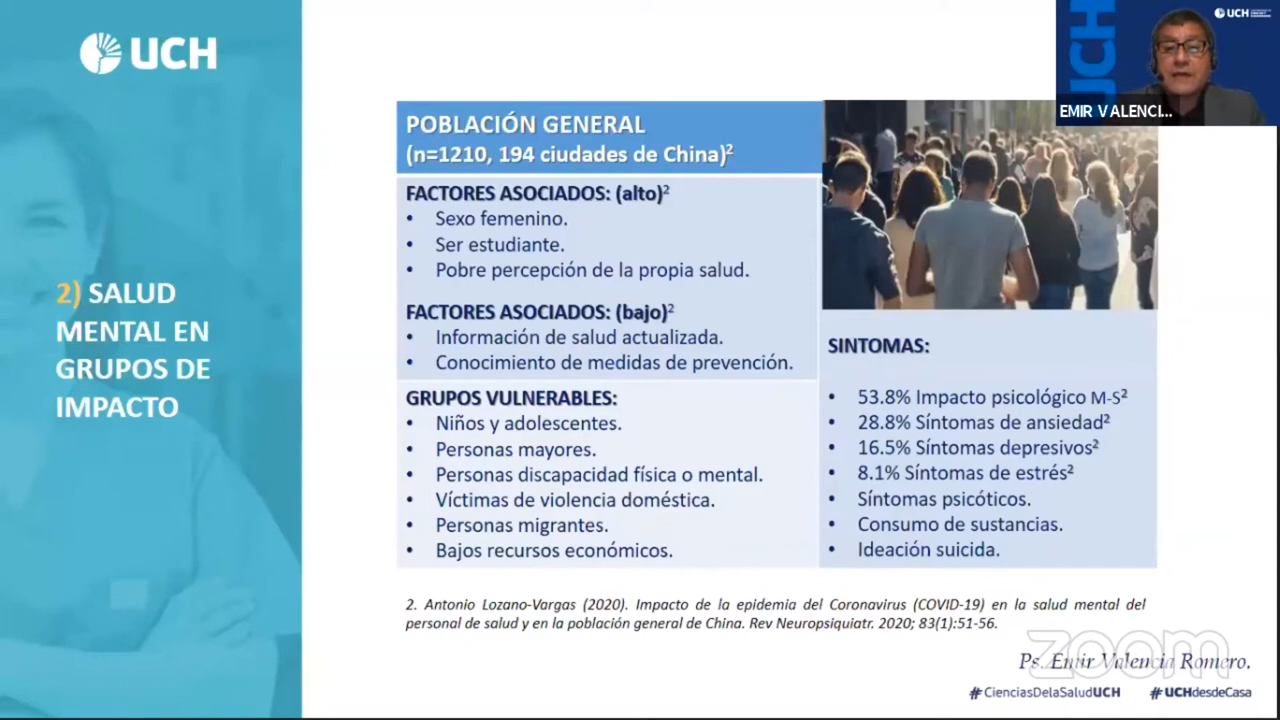 UCH
2) SALUD
MENTAL EN
GRUPOS DE
IMPACTO
POBLACIÓN GENERAL
(n=1210, 194 ciudades de China)²
FACTORES ASOCIADOS: (alto)²
• Sexo femenino.
• Ser estudiante.
• Pobre percepción de la propia salud.
FACTORES ASOCIADOS: (bajo)²
• Información de salud actualizada.
• Conocimiento de medidas de prevención.
GRUPOS VULNERABLES:
• Niños y adolescentes.
• Personas mayores.
• Personas discapacidad física o mental.
• Víctimas de violencia doméstica.
• Personas migrantes.
• Bajos recursos económicos.
SINTOMAS:
• 53.8% Impacto psicológico M-S²
• 28.8% Síntomas de ansiedad²
• 16.5% Síntomas depresivos²
• 8.1% Síntomas de estrés²
• Síntomas psicóticos.
• Consumo de sustancias.
• Ideación suicida.
2. Antonio Lozano-Vargas (2020). Impacto de la epidemia del Coronavirus (COVID-19) en la salud mental del
personal de salud y en la población general de China. Rev Neuropsiquiatr. 2020; 83(1):51-56.
zoom
Ps. Emir Valencia Romero.
#CienciasDelaSaludUCH #UCHdesdeCasa
UCH
UCH
EMIR VALENCI...